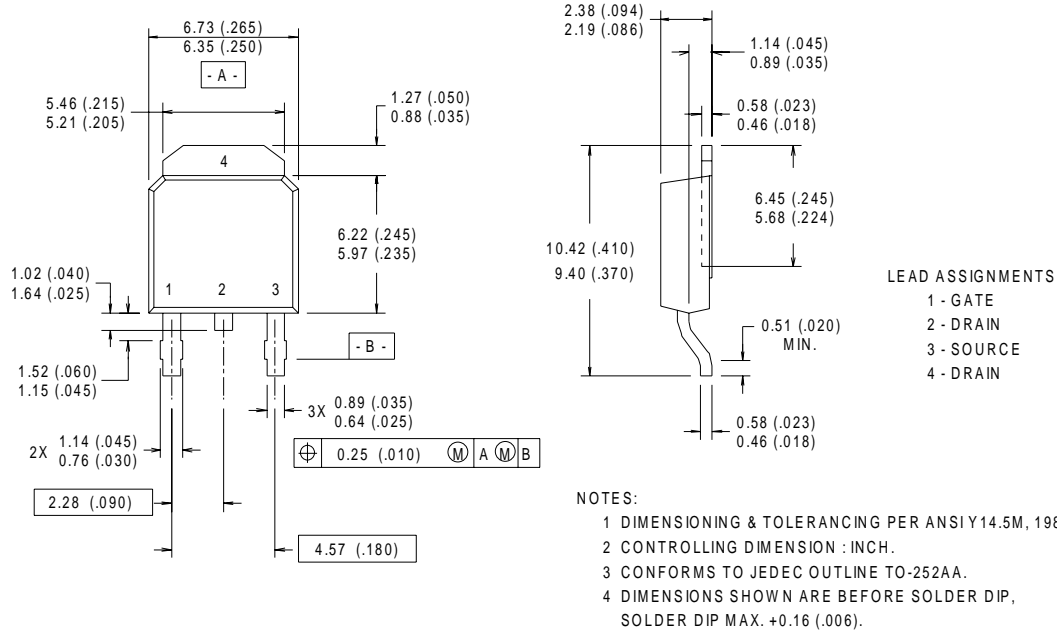 6.73 (.265)
6.35 (.250)
- A -
5.46 (.215)
5.21 (.205)
1.27 (.050)
0.88 (.035)
4
6.22 (.245)
5.97 (.235)
1.02 (.040)
1.64 (.025)
1 2 3
- B -
1.52 (.060)
1.15 (.045)
3X 0.89 (.035)
0.64 (.025)
2X 1.14 (.045)
0.76 (.030)
⌖ 0.25 (.010) Ⓜ A Ⓜ B
2.28 (.090)
4.57 (.180)
2.38 (.094)
2.19 (.086)
1.14 (.045)
0.89 (.035)
0.58 (.023)
0.46 (.018)
6.45 (.245)
5.68 (.224)
10.42 (.410)
9.40 (.370)
0.51 (.020)
MIN.
0.58 (.023)
0.46 (.018)
LEAD ASSIGNMENTS
1 - GATE
2 - DRAIN
3 - SOURCE
4 - DRAIN
NOTES:
1 DIMENSIONING & TOLERANCING PER ANSI Y14.5M, 198
2 CONTROLLING DIMENSION : INCH.
3 CONFORMS TO JEDEC OUTLINE TO-252AA.
4 DIMENSIONS SHOWN ARE BEFORE SOLDER DIP,
SOLDER DIP MAX. +0.16 (.006).